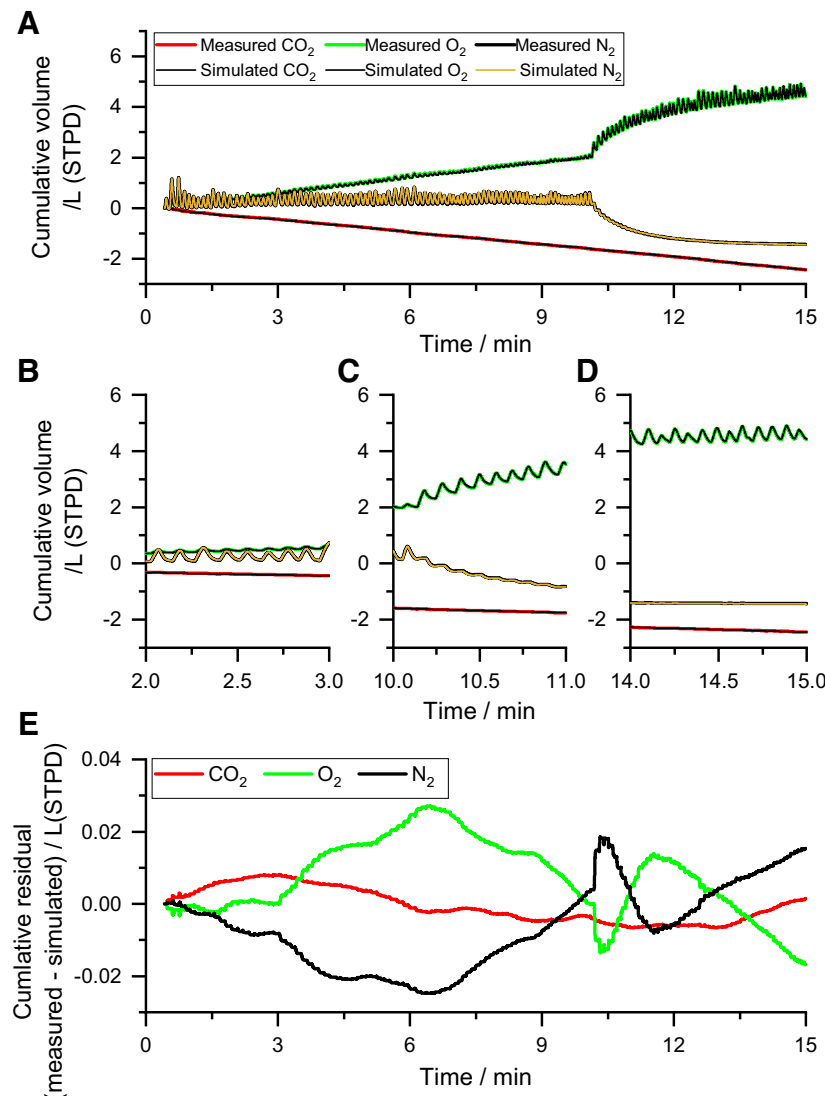 A
Measured CO₂ Measured O₂ Measured N₂
Simulated CO₂ Simulated O₂ Simulated N₂
Cumulative volume
/L (STPD)
6
4
2
0
-2
0 3 6 9 12 15
Time / min
B C D
Cumulative volume
/L (STPD)
6 6 6
4 4 4
2 2 2
0 0 0
-2 -2 -2
2.0 2.5 3.0 10.0 10.5 11.0 14.0 14.5 15.0
Time / min
E
CO₂ O₂ N₂
Cumlative residual
(measured - simulated) / L(STPD)
0.04
0.02
0.00
-0.02
0 3 6 9 12 15
Time / min